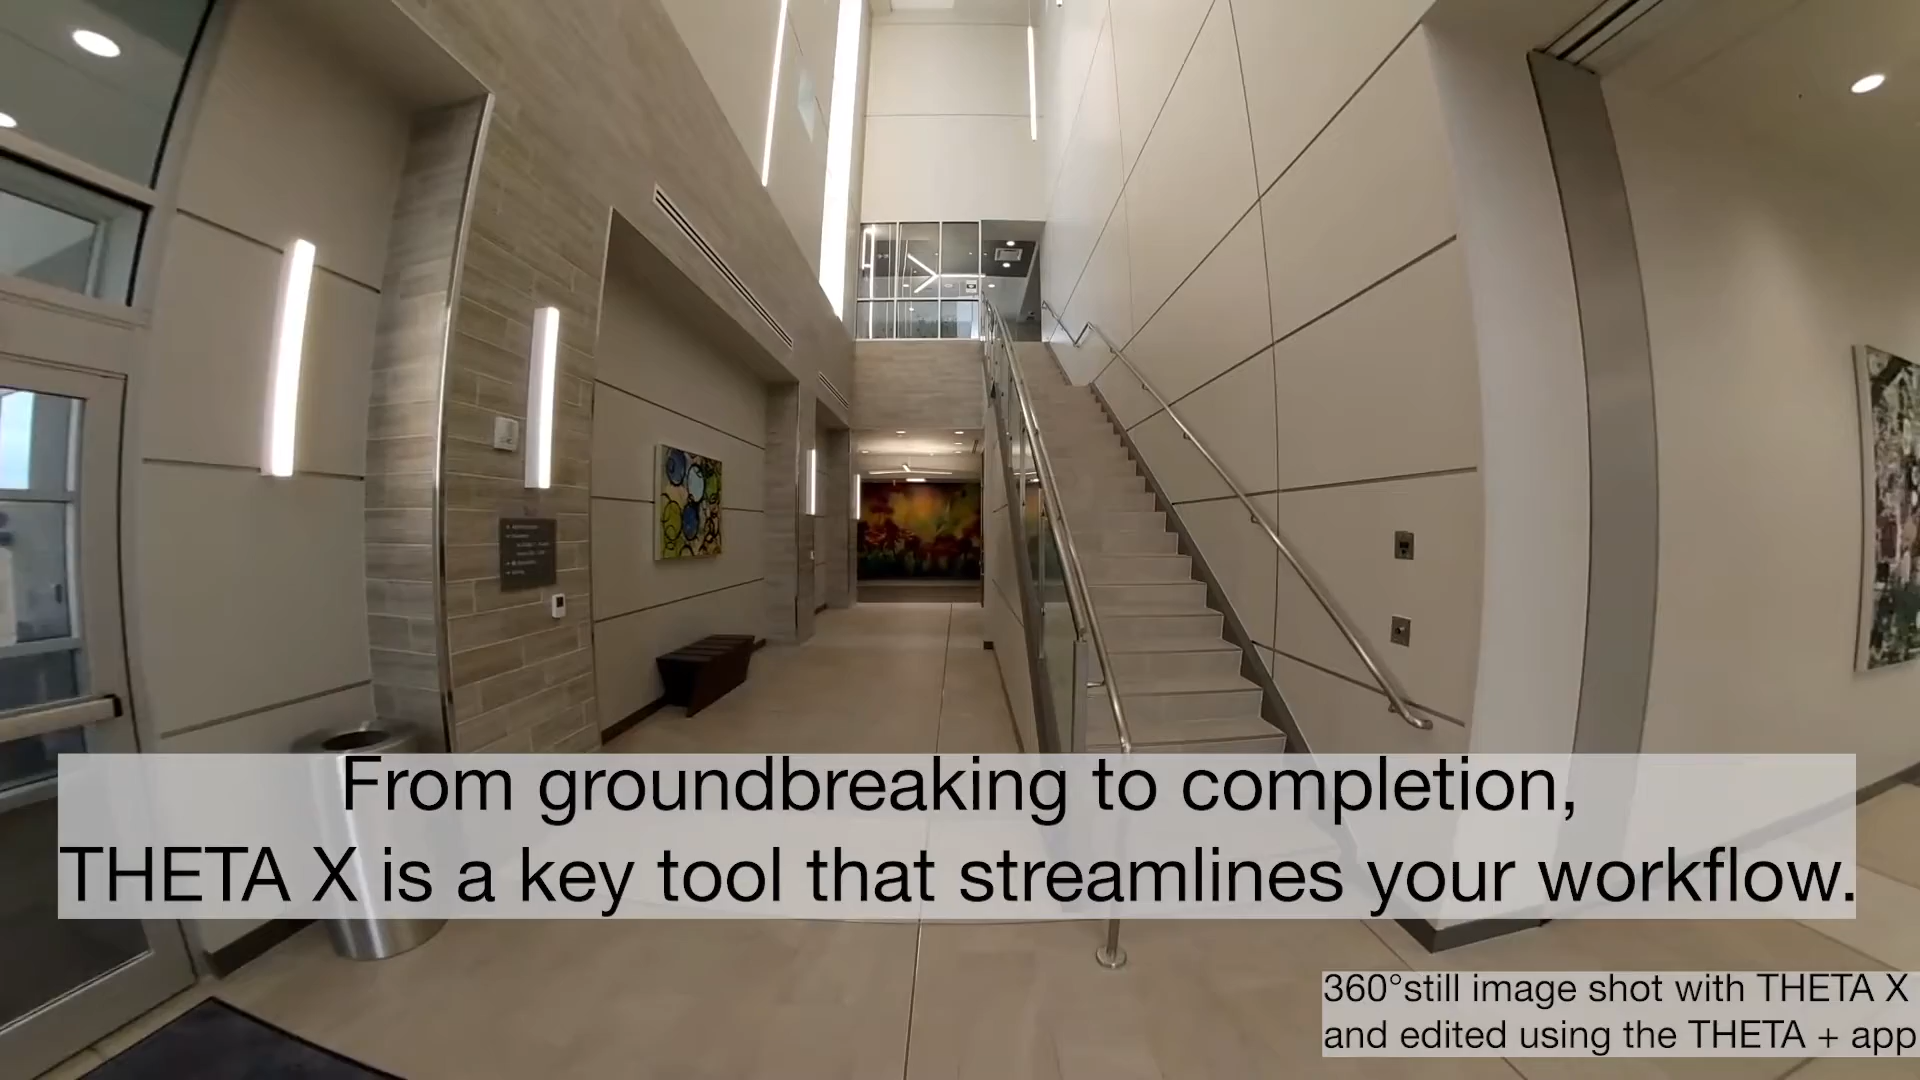 From groundbreaking to completion,
THETA X is a key tool that streamlines your workflow.
360°still image shot with THETA X
and edited using the THETA + app